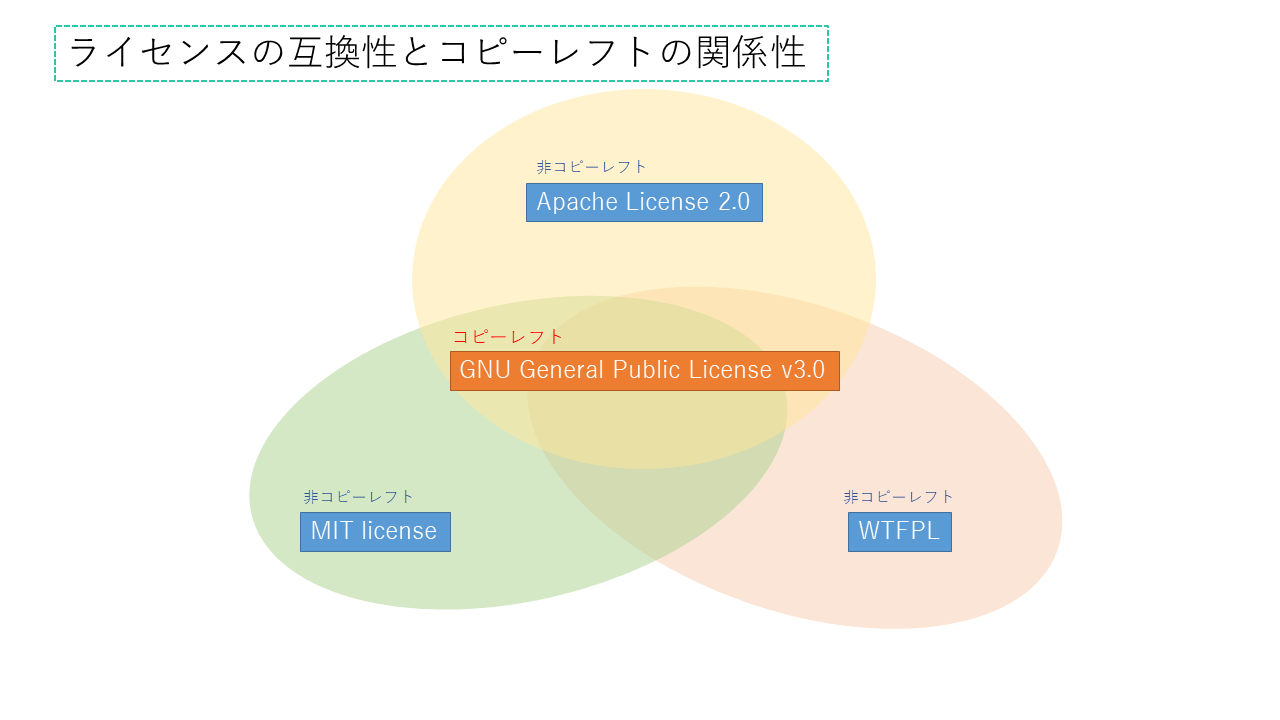 ライセンスの互換性とコピーレフトの関係性
非コピーレフト
Apache License 2.0
コピーレフト
GNU General Public License v3.0
非コピーレフト
MIT license
非コピーレフト
WTFPL